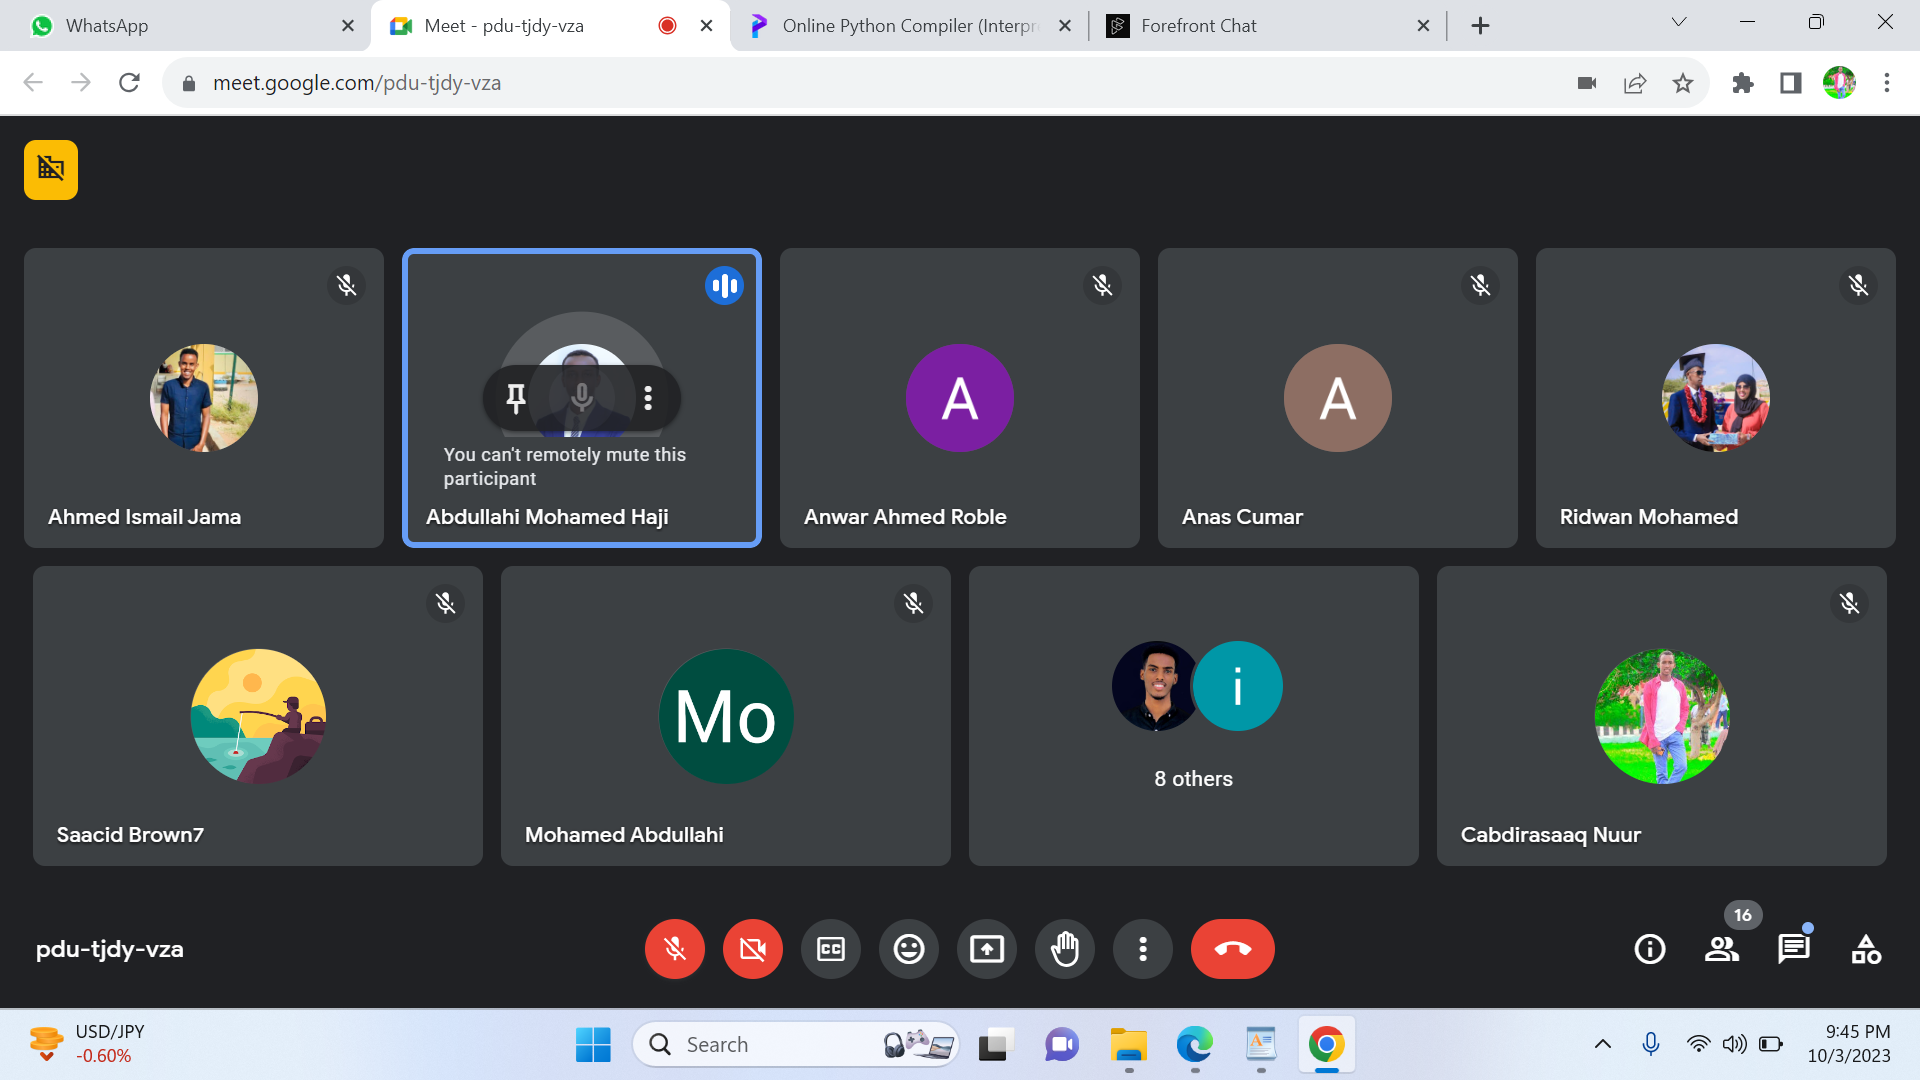 WhatsApp
Meet - pdu-tjdy-vza
Online Python Compiler (Interpr
Forefront Chat
meet.google.com/pdu-tjdy-vza
Ahmed Ismail Jama
You can't remotely mute this
participant
Abdullahi Mohamed Haji
A
Anwar Ahmed Roble
A
Anas Cumar
Ridwan Mohamed
Saacid Brown7
Mo
Mohamed Abdullahi
i
8 others
Cabdirasaaq Nuur
pdu-tjdy-vza
CC
16
USD/JPY
-0.60%
Search
9:45 PM
10/3/2023